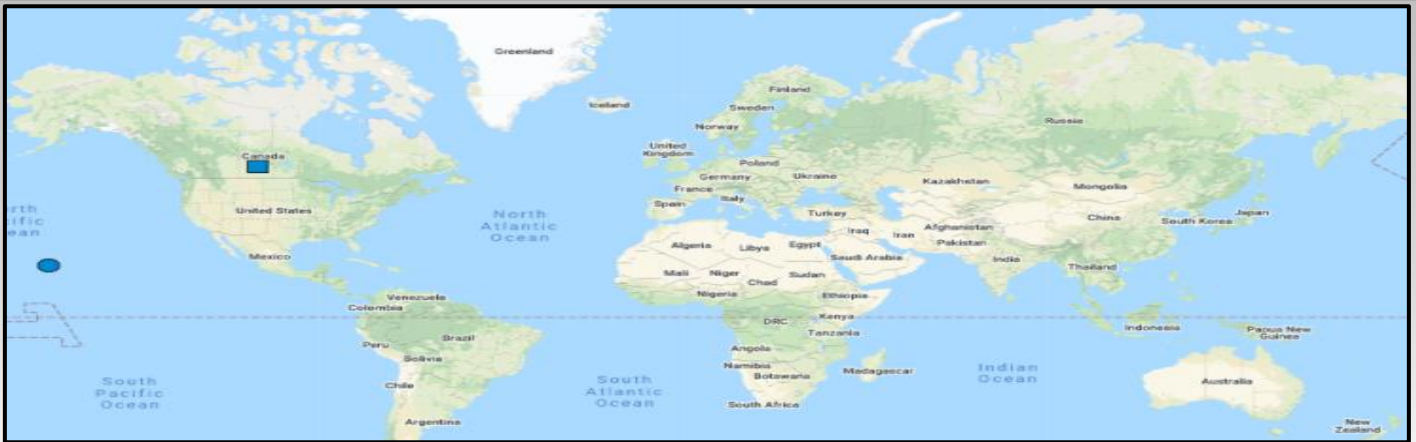 Greenland
Iceland
Finland
Sweden
Norway
Russia
United
Kingdom
Canada
Poland
Germany
Ukraine
Kazakhstan
France
Mongolia
Italy
Spain
United States
North
Atlantic
Ocean
Turkey
China
South Korea
Japan
rth
cific
ean
Iraq
Iran
Afghanistan
Pakistan
Algeria
Libya
Egypt
Saudi Arabia
Mexico
India
Thailand
Mali
Niger
Chad
Sudan
Nigeria
Ethiopia
Venezuela
Colombia
DRC
Kenya
Tanzania
Indonesia
Papua New
Guinea
Brazil
Peru
Bolivia
Angola
Namibia
Botswana
Madagascar
Indian
Ocean
South
Pacific
Ocean
Chile
South
Atlantic
Ocean
Australia
South Africa
Argentina
New
Zealand